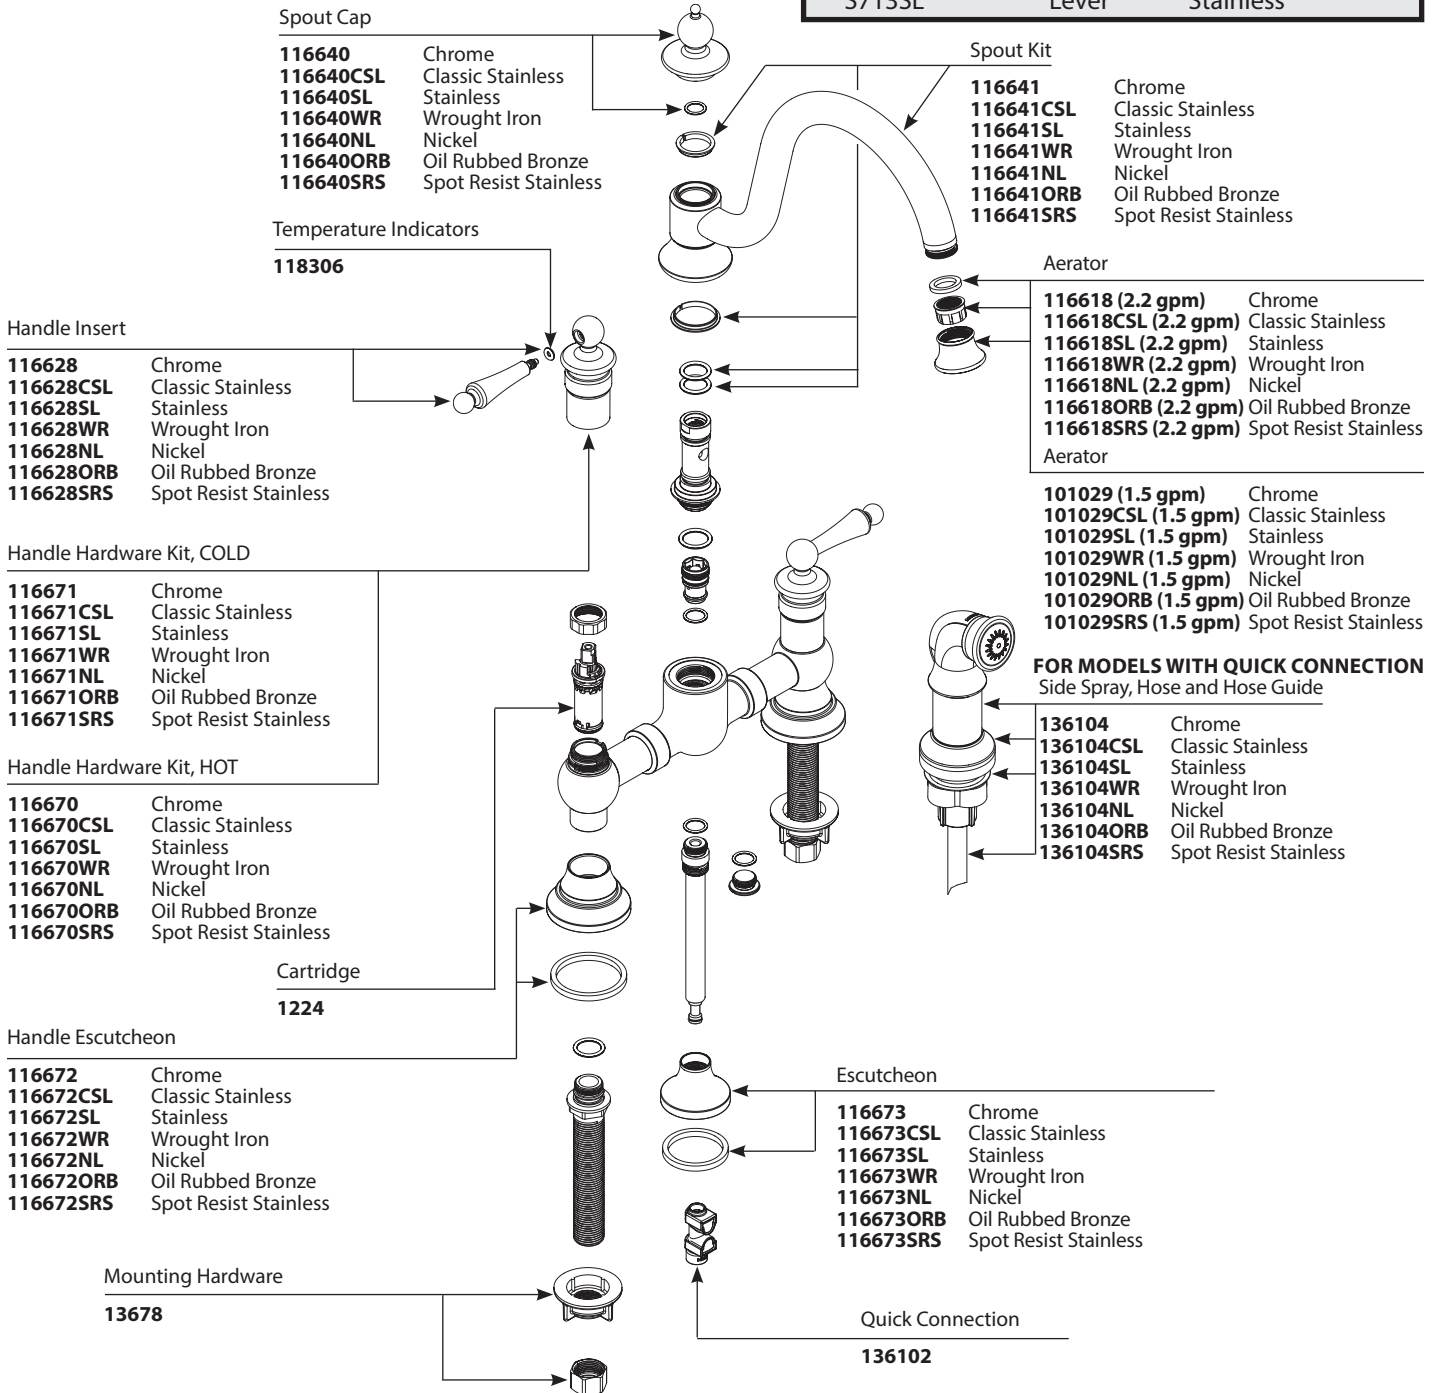 S713SL Lever Stainless
Spout Cap
116640 Chrome
116640CSL Classic Stainless
116640SL Stainless
116640WR Wrought Iron
116640NL Nickel
116640ORB Oil Rubbed Bronze
116640SRS Spot Resist Stainless
Spout Kit
116641 Chrome
116641CSL Classic Stainless
116641SL Stainless
116641WR Wrought Iron
116641NL Nickel
116641ORB Oil Rubbed Bronze
116641SRS Spot Resist Stainless
Temperature Indicators
118306
Aerator
116618 (2.2 gpm) Chrome
116618CSL (2.2 gpm) Classic Stainless
116618SL (2.2 gpm) Stainless
116618WR (2.2 gpm) Wrought Iron
116618NL (2.2 gpm) Nickel
116618ORB (2.2 gpm) Oil Rubbed Bronze
116618SRS (2.2 gpm) Spot Resist Stainless
Aerator
101029 (1.5 gpm) Chrome
101029CSL (1.5 gpm) Classic Stainless
101029SL (1.5 gpm) Stainless
101029WR (1.5 gpm) Wrought Iron
101029NL (1.5 gpm) Nickel
101029ORB (1.5 gpm) Oil Rubbed Bronze
101029SRS (1.5 gpm) Spot Resist Stainless
Handle Insert
116628 Chrome
116628CSL Classic Stainless
116628SL Stainless
116628WR Wrought Iron
116628NL Nickel
116628ORB Oil Rubbed Bronze
116628SRS Spot Resist Stainless
Handle Hardware Kit, COLD
116671 Chrome
116671CSL Classic Stainless
116671SL Stainless
116671WR Wrought Iron
116671NL Nickel
116671ORB Oil Rubbed Bronze
116671SRS Spot Resist Stainless
FOR MODELS WITH QUICK CONNECTION
Side Spray, Hose and Hose Guide
136104 Chrome
136104CSL Classic Stainless
136104SL Stainless
136104WR Wrought Iron
136104NL Nickel
136104ORB Oil Rubbed Bronze
136104SRS Spot Resist Stainless
Handle Hardware Kit, HOT
116670 Chrome
116670CSL Classic Stainless
116670SL Stainless
116670WR Wrought Iron
116670NL Nickel
116670ORB Oil Rubbed Bronze
116670SRS Spot Resist Stainless
Cartridge
1224
Handle Escutcheon
116672 Chrome
116672CSL Classic Stainless
116672SL Stainless
116672WR Wrought Iron
116672NL Nickel
116672ORB Oil Rubbed Bronze
116672SRS Spot Resist Stainless
Escutcheon
116673 Chrome
116673CSL Classic Stainless
116673SL Stainless
116673WR Wrought Iron
116673NL Nickel
116673ORB Oil Rubbed Bronze
116673SRS Spot Resist Stainless
Mounting Hardware
13678
Quick Connection
136102